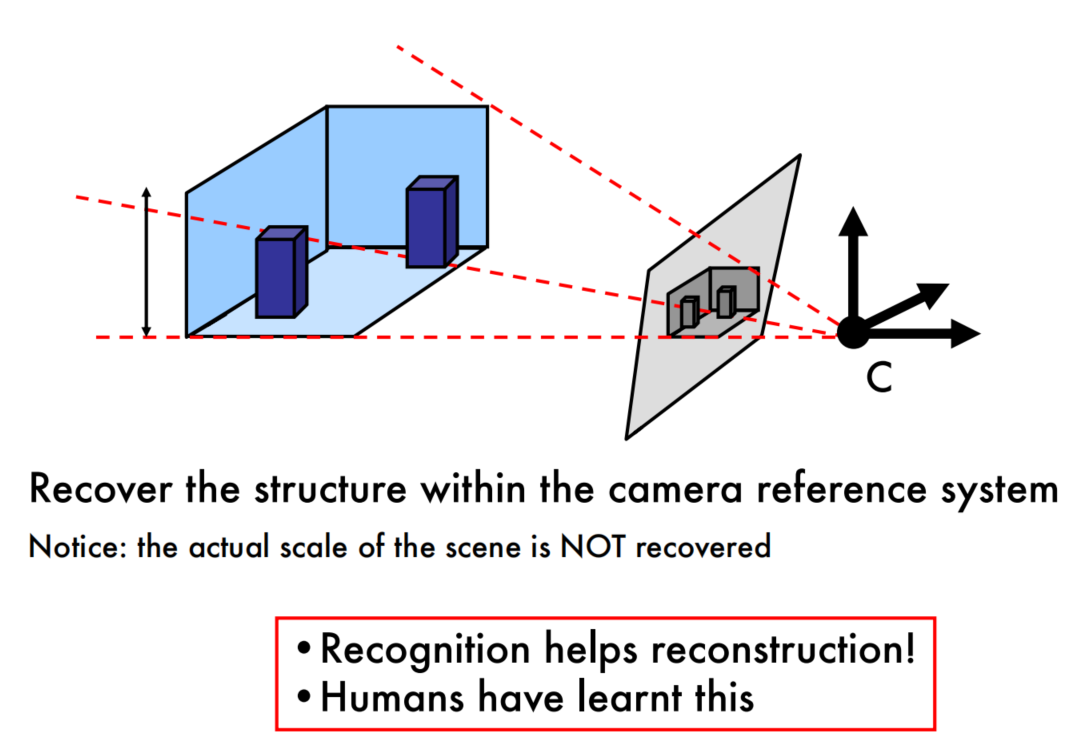 C
Recover the structure within the camera reference system
Notice: the actual scale of the scene is NOT recovered
•Recognition helps reconstruction!
•Humans have learnt this